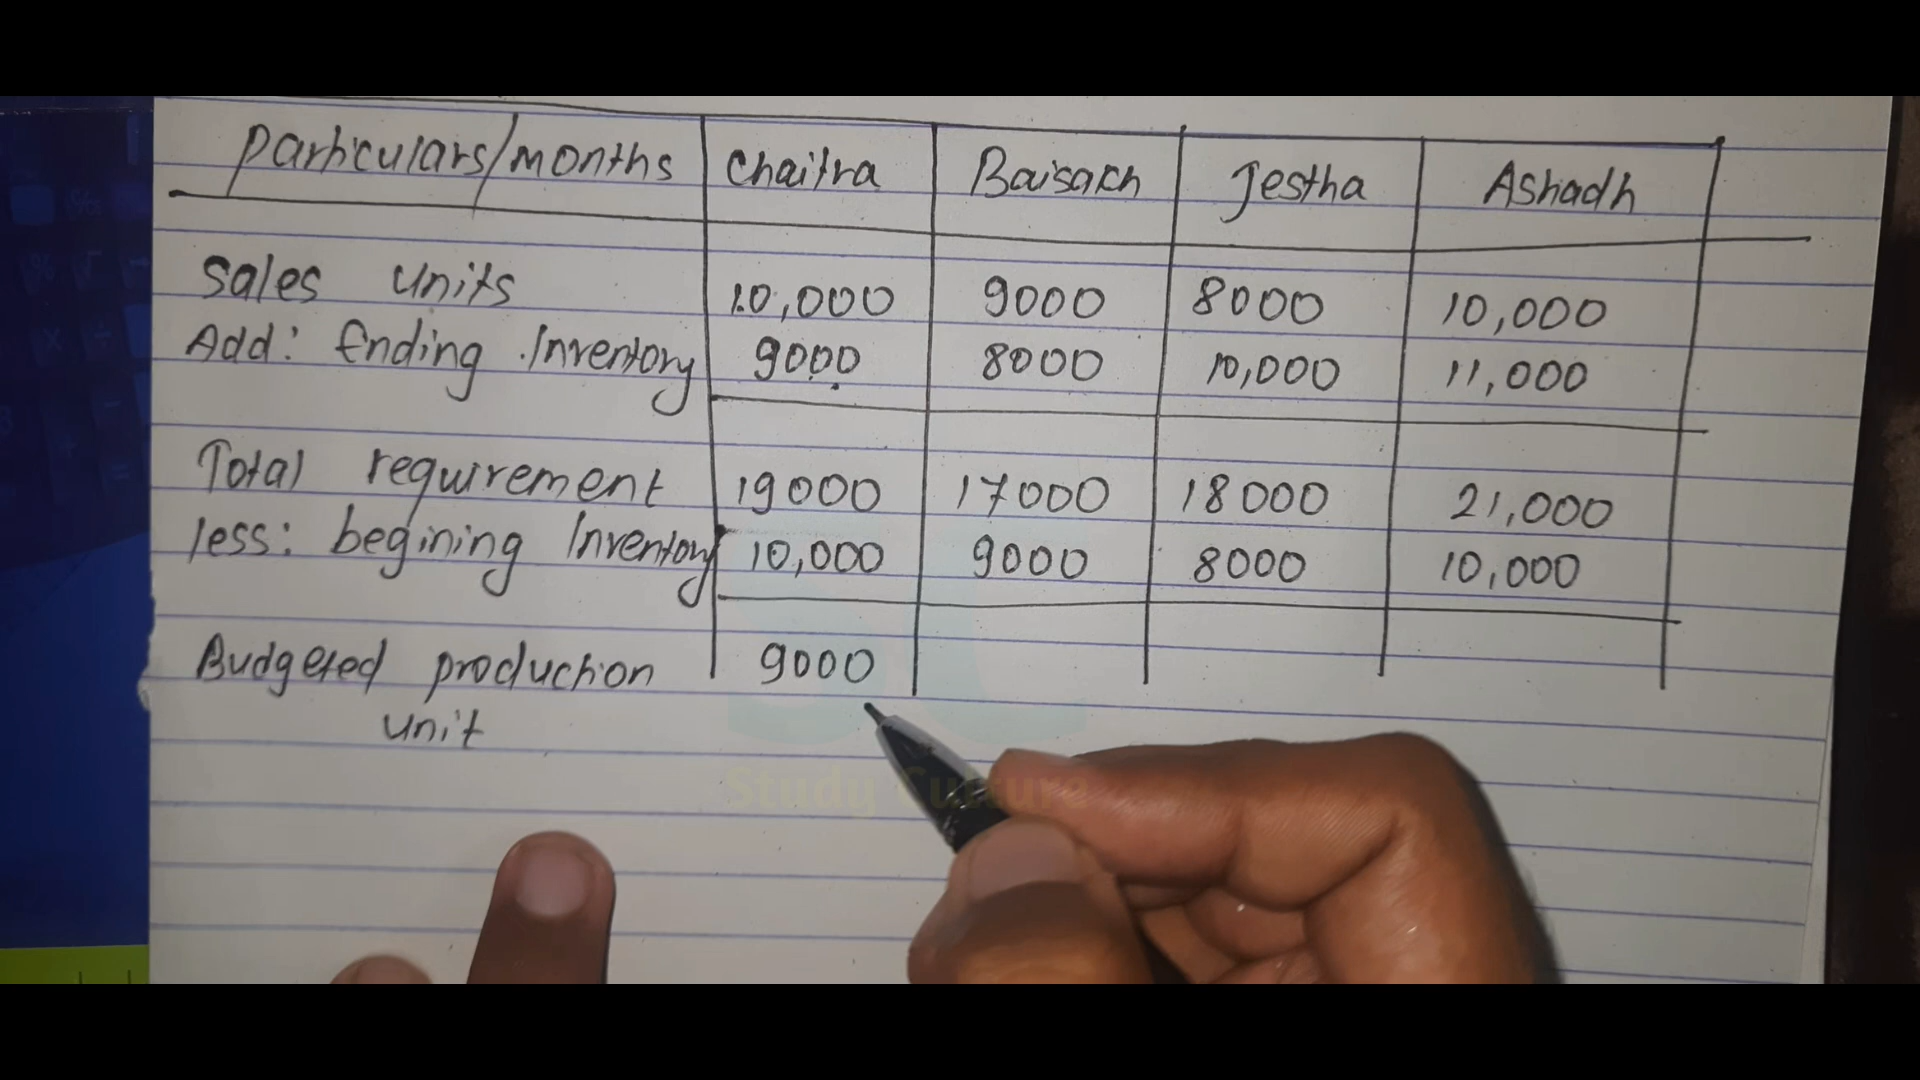 Particulars/months Chaitra Baisakh Jestha Ashadh
Sales units 10,000 9000 8000 10,000
Add: Ending Inventory 9000 8000 10,000 11,000
Total requirement 19000 17000 18000 21,000
less: begining Inventory 10,000 9000 8000 10,000
Budgeted production 9000
unit
Study Culture